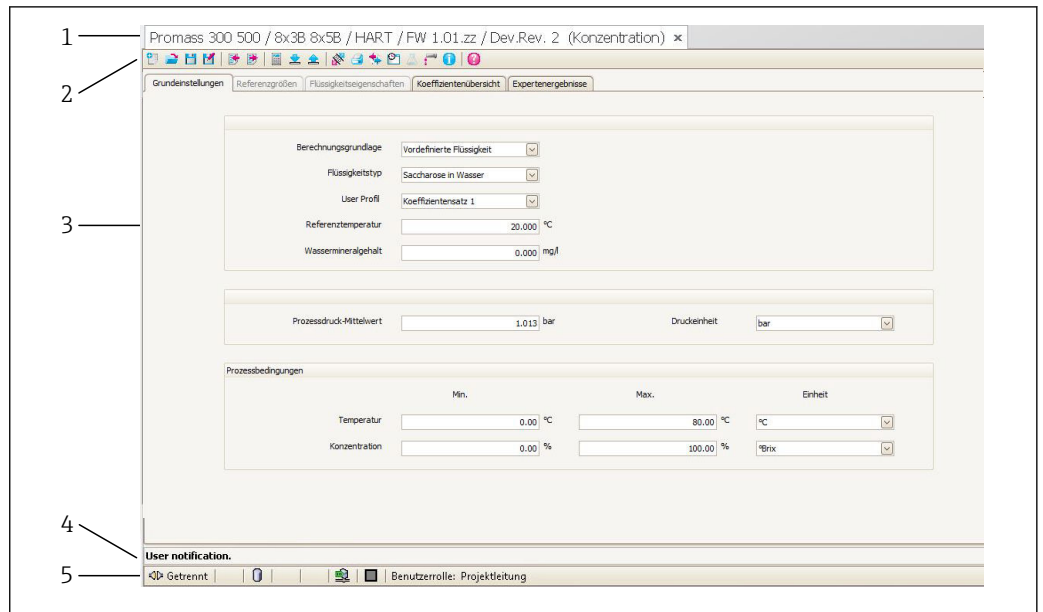 1
Promass 300 500 / 8x3B 8x5B / HART / FW 1.01.zz / Dev.Rev. 2 (Konzentration) ×
2
Grundeinstellungen Referenzgrößen Flüssigkeitseigenschaften Koeffizientenübersicht Expertenergebnisse
Berechnungsgrundlage Vordefinierte Flüssigkeit
Flüssigkeitstyp Saccharose in Wasser
User Profil Koeffizientensatz 1
3
Referenztemperatur 20.000 °C
Wassermineralgehalt 0.000 mg/l
Prozessdruck-Mittelwert 1.013 bar Druckeinheit bar
Prozessbedingungen
Min. Max. Einheit
Temperatur 0.00 °C 80.00 °C °C
Konzentration 0.00 % 100.00 % °Brix
4
User notification.
5
Getrennt Benutzerrolle: Projektleitung